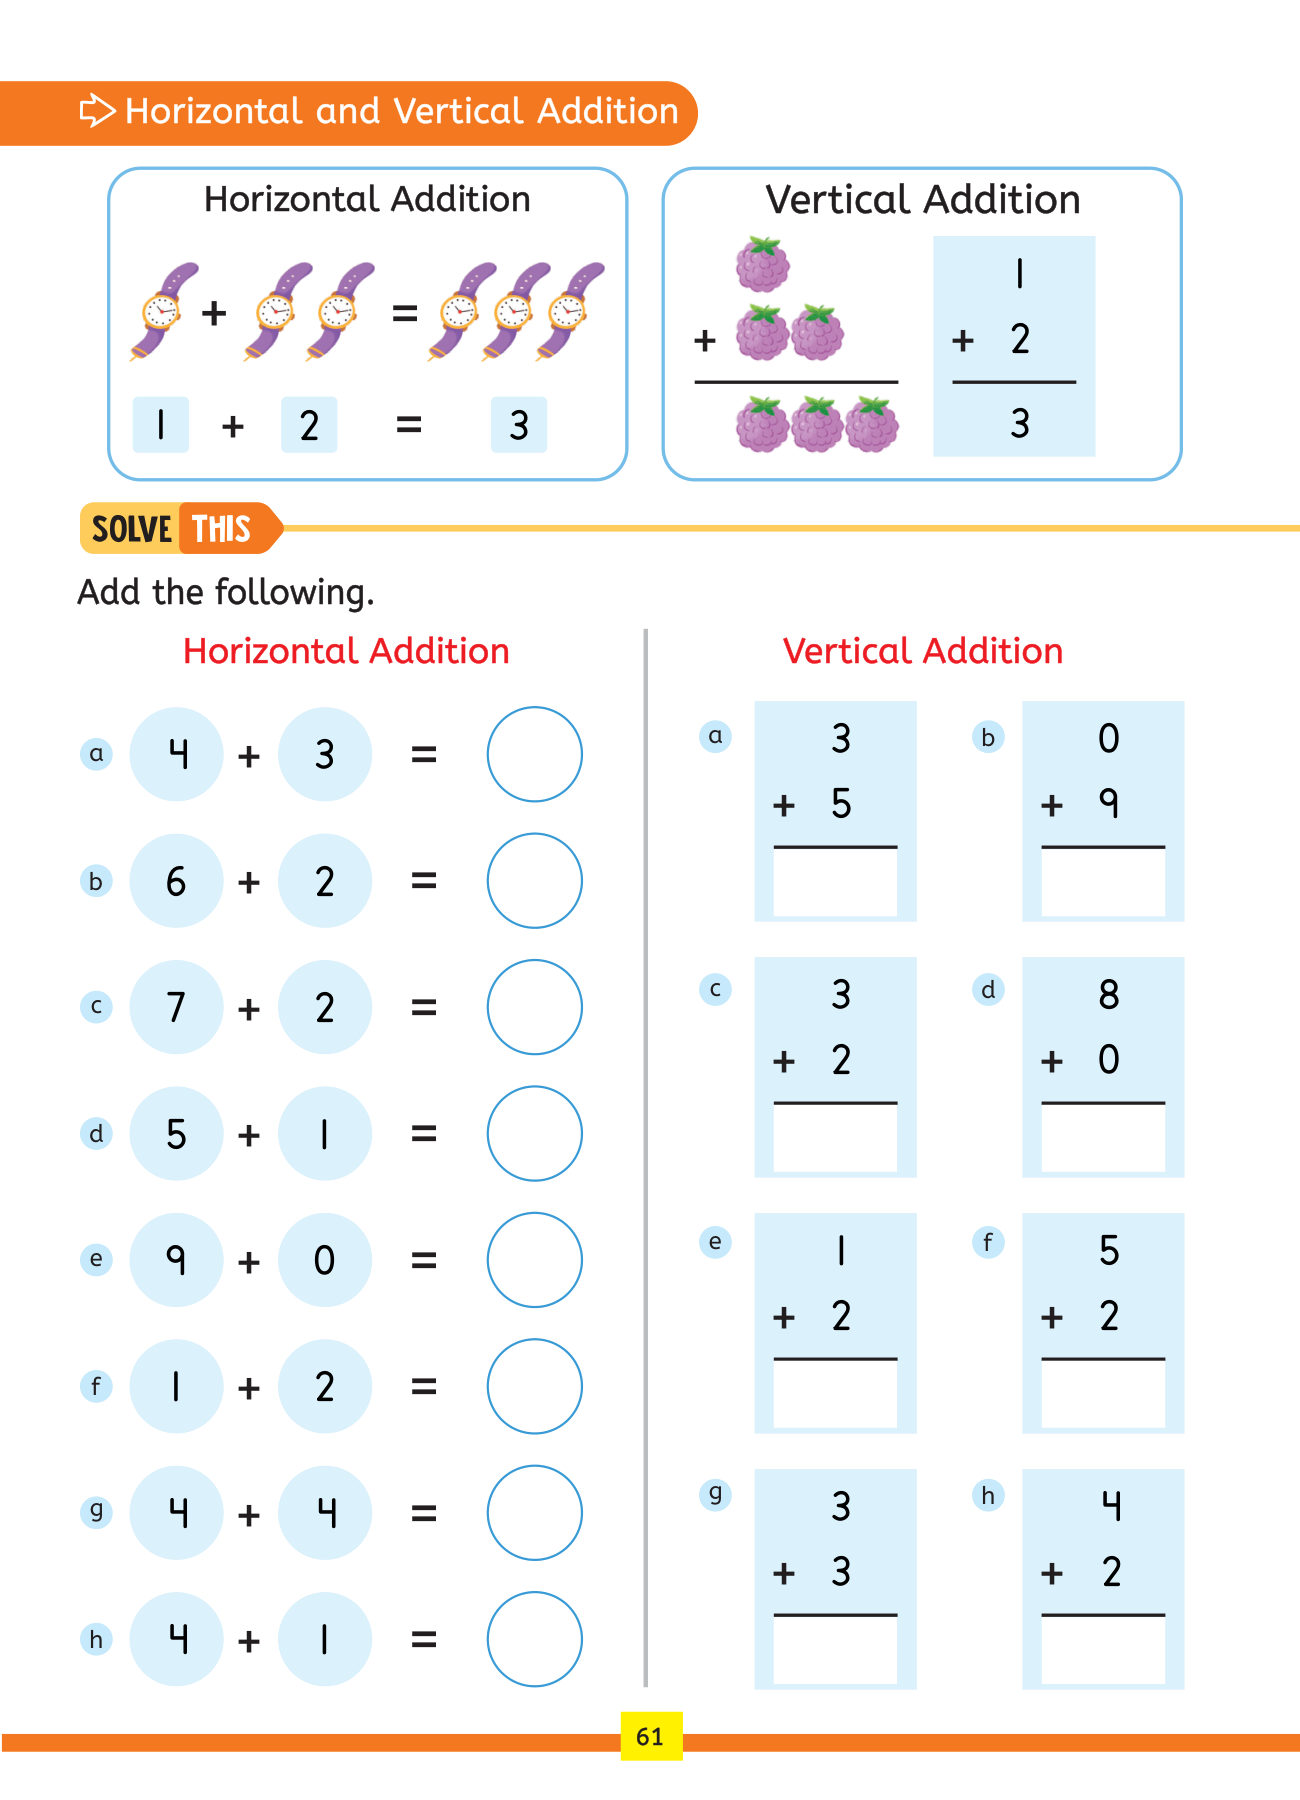 Horizontal and Vertical Addition
Horizontal Addition
+ =
1 + 2 = 3
Vertical Addition
1
+ + 2
3
SOLVE THIS
Add the following.
Horizontal Addition
a 4 + 3 =
b 6 + 2 =
c 7 + 2 =
d 5 + 1 =
e 9 + 0 =
f 1 + 2 =
g 4 + 4 =
h 4 + 1 =
Vertical Addition
a 3 b 0
+ 5 + 9
c 3 d 8
+ 2 + 0
e 1 f 5
+ 2 + 2
g 3 h 4
+ 3 + 2
61